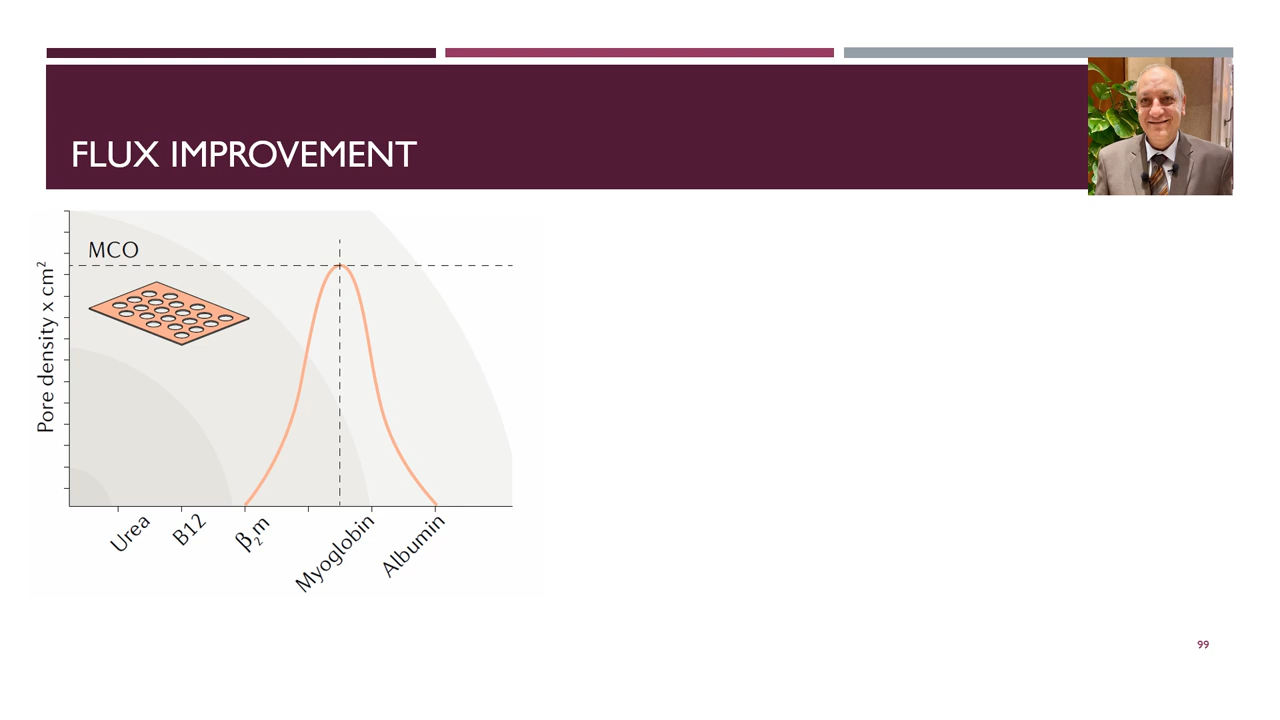 FLUX IMPROVEMENT
MCO
Pore density x cm²
Urea
B12
β₂m
Myoglobin
Albumin
99